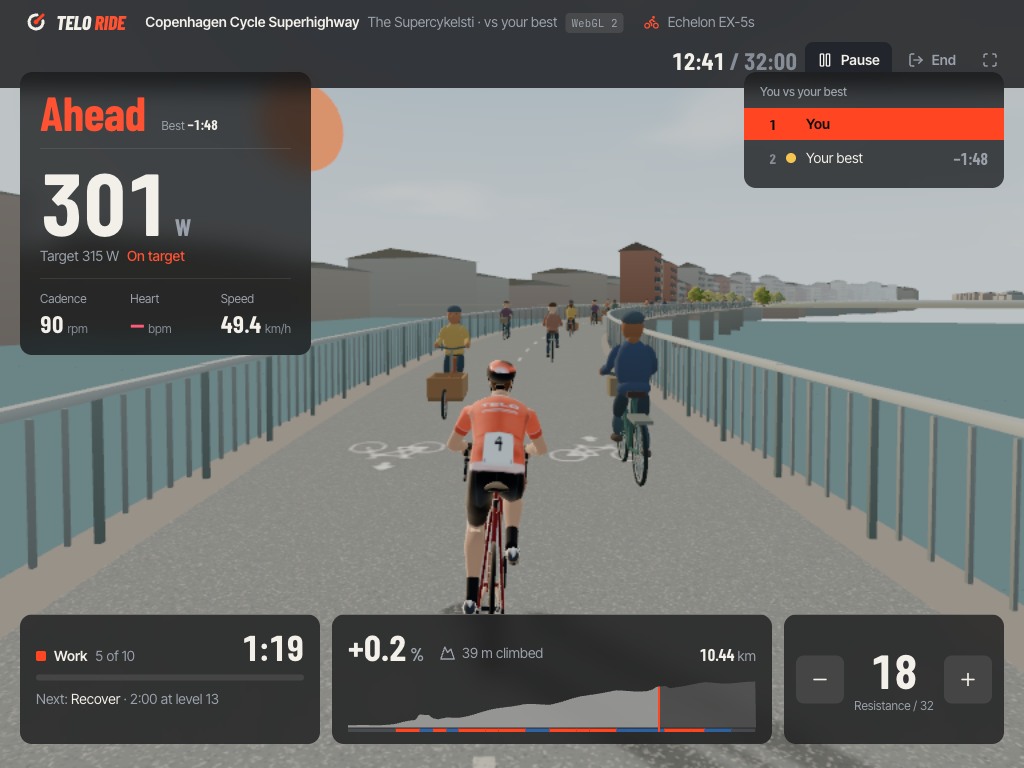 TELO RIDE Copenhagen Cycle Superhighway The Supercykelsti · vs your best WebGL 2 Echelon EX-5s
12:41 / 32:00 Pause End
Ahead Best −1:48
301 W
Target 315 W On target
Cadence Heart Speed
90 rpm – bpm 49.4 km/h
You vs your best
1 You
2 Your best −1:48
TELO
4
Work 5 of 10 1:19
Next: Recover · 2:00 at level 13
+0.2 % 39 m climbed 10.44 km
− 18 +
Resistance / 32